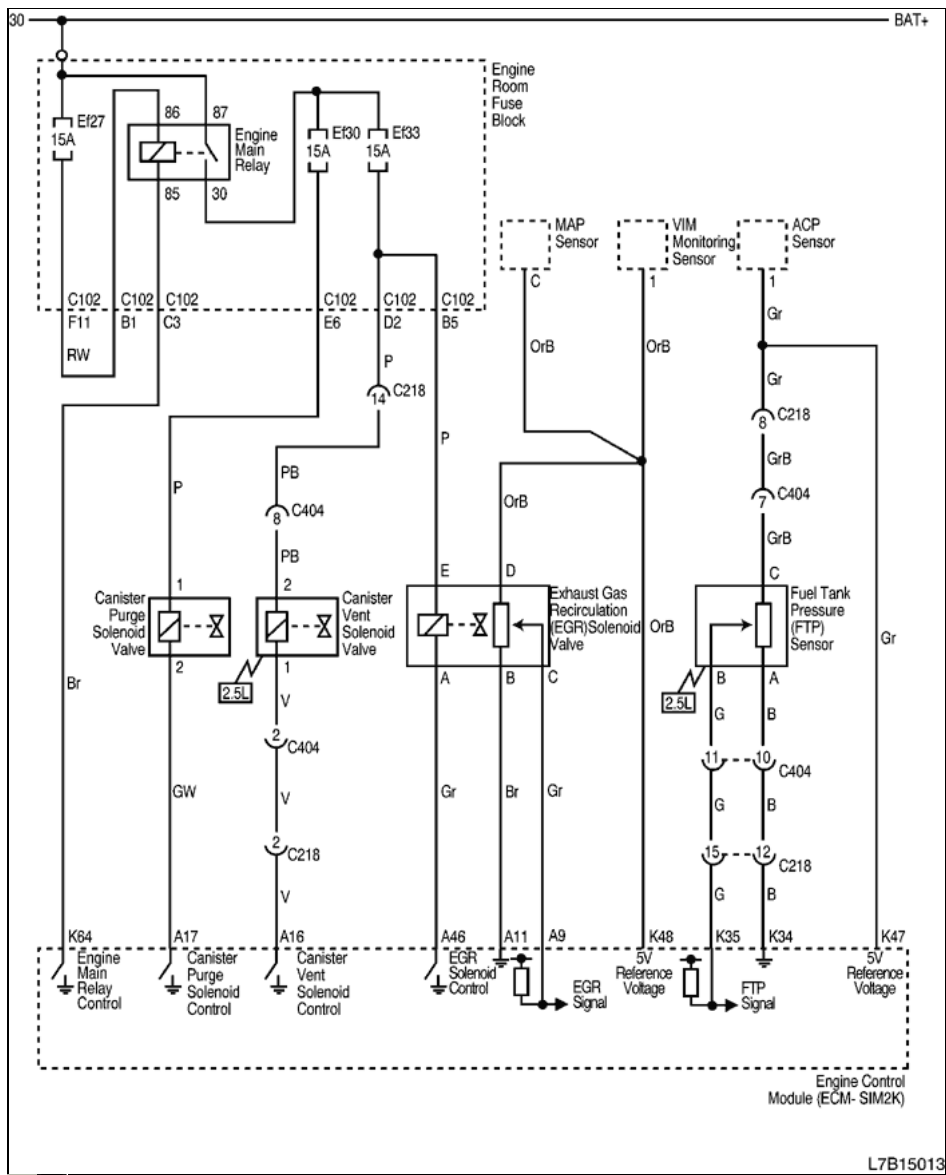 30
BAT+
Engine
Room
Fuse
Block
Ef27
15A
86
87
Engine
Main
Relay
85
30
Ef30
15A
Ef33
15A
MAP
Sensor
VIM
Monitoring
Sensor
ACP
Sensor
C102
C102
C102
C102
C102
C102
F11
B1
C3
E6
D2
B5
C
1
1
RW
P
OrB
OrB
Gr
Gr
14
C218
8
C218
P
GrB
PB
8
C404
7
C404
P
OrB
PB
GrB
1
2
E
D
C
Canister
Purge
Solenoid
Valve
Canister
Vent
Solenoid
Valve
Exhaust Gas
Recirculation
(EGR)Solenoid
Valve
OrB
Fuel Tank
Pressure
(FTP)
Sensor
Gr
2
1
A
B
C
B
A
Br
2.5L
2.5L
V
G
B
2
C404
11
10
C404
GW
V
Gr
Br
Gr
G
B
2
C218
15
12
C218
V
G
B
K64
A17
A16
A46
A11
A9
K48
K35
K34
K47
Engine
Main
Relay
Control
Canister
Purge
Solenoid
Control
Canister
Vent
Solenoid
Control
EGR
Solenoid
Control
EGR
Signal
5V
Reference
Voltage
FTP
Signal
5V
Reference
Voltage
Engine Control
Module (ECM- SIM2K)
L7B15013